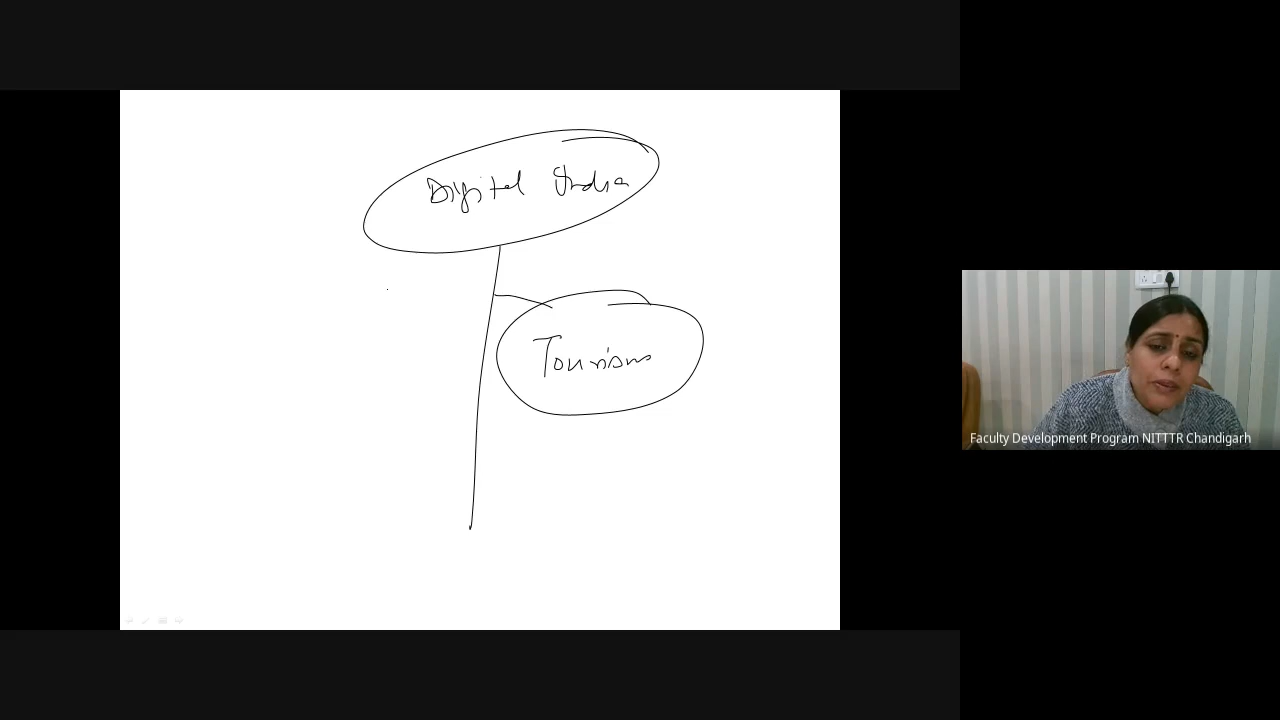 Digital India
Tourism
Faculty Development Program NITTTR Chandigarh